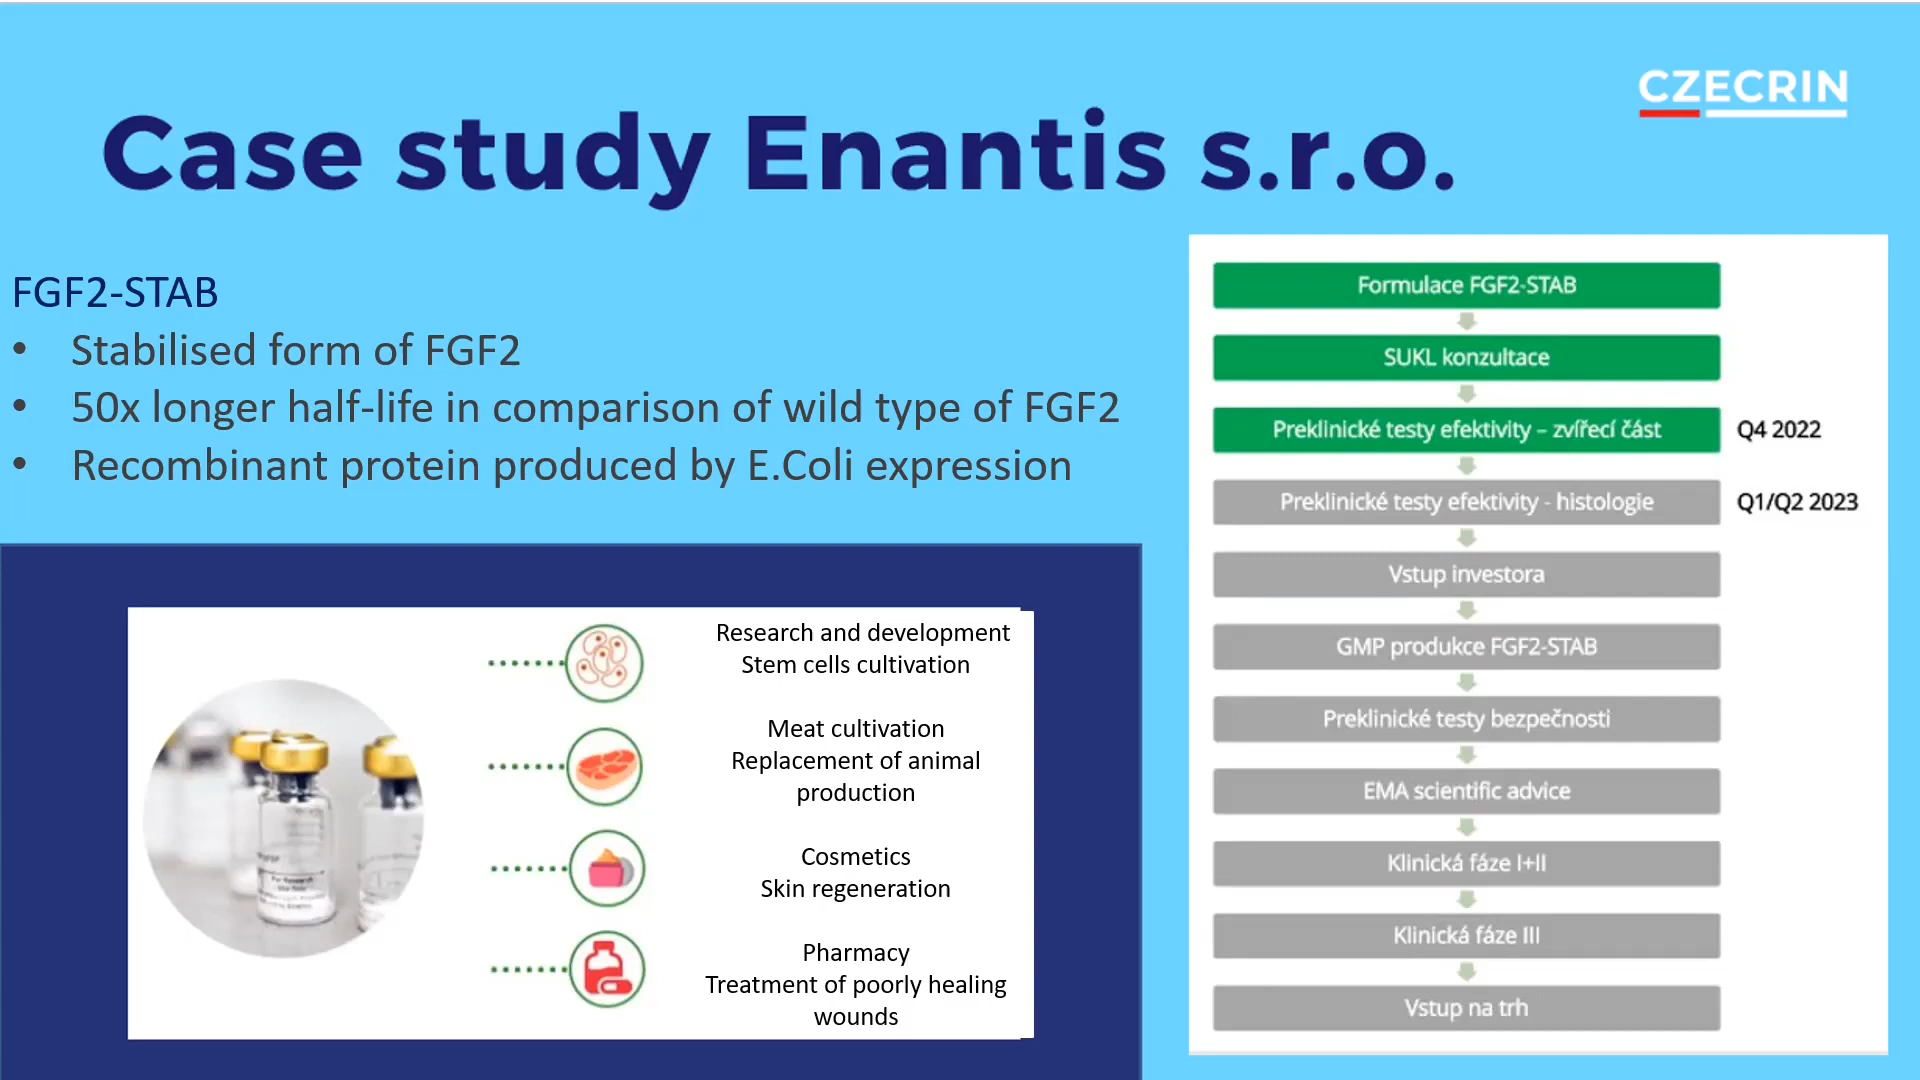 CZECRIN
Case study Enantis s.r.o.
FGF2-STAB
• Stabilised form of FGF2
• 50x longer half-life in comparison of wild type of FGF2
• Recombinant protein produced by E.Coli expression
Research and development
Stem cells cultivation
Meat cultivation
Replacement of animal
production
Cosmetics
Skin regeneration
Pharmacy
Treatment of poorly healing
wounds
Formulace FGF2-STAB
SUKL konzultace
Preklinické testy efektivity – zvířecí část
Q4 2022
Preklinické testy efektivity - histologie
Q1/Q2 2023
Vstup investora
GMP produkce FGF2-STAB
Preklinické testy bezpečnosti
EMA scientific advice
Klinická fáze I+II
Klinická fáze III
Vstup na trh